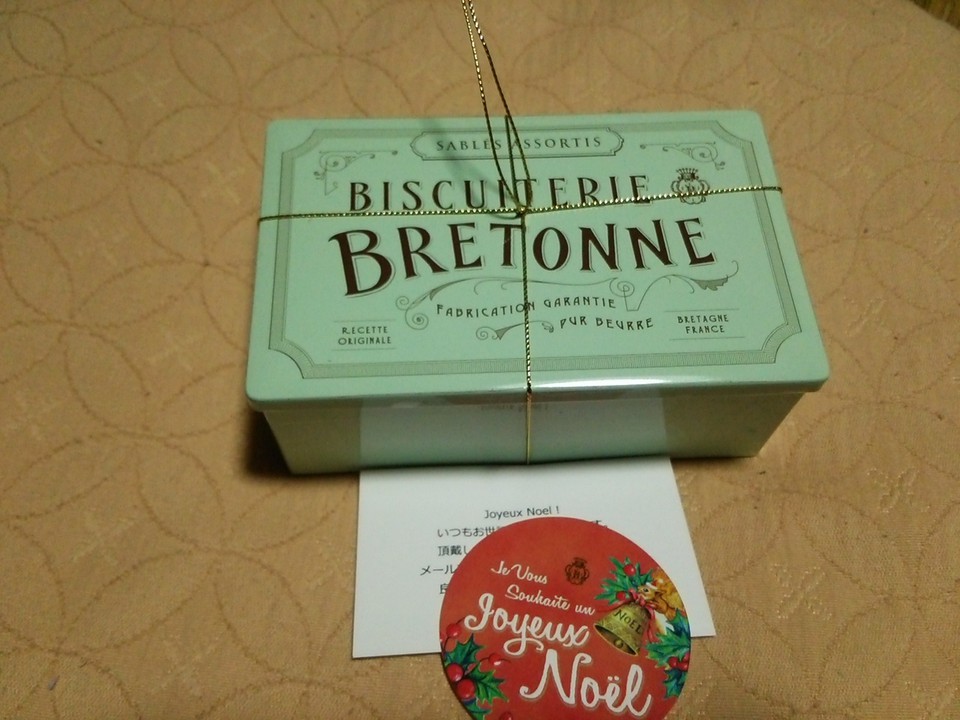 SABLÉS ASSORTIS
BISCUITERIE
BRETONNE
FABRICATION GARANTIE
PUR BEURRE
RECETTE
ORIGINALE
BRETAGNE
FRANCE
Joyeux Noel !
いつもお世
頂戴し
メール
Je Vous
Souhaite un
Joyeux
Noël
NOËL